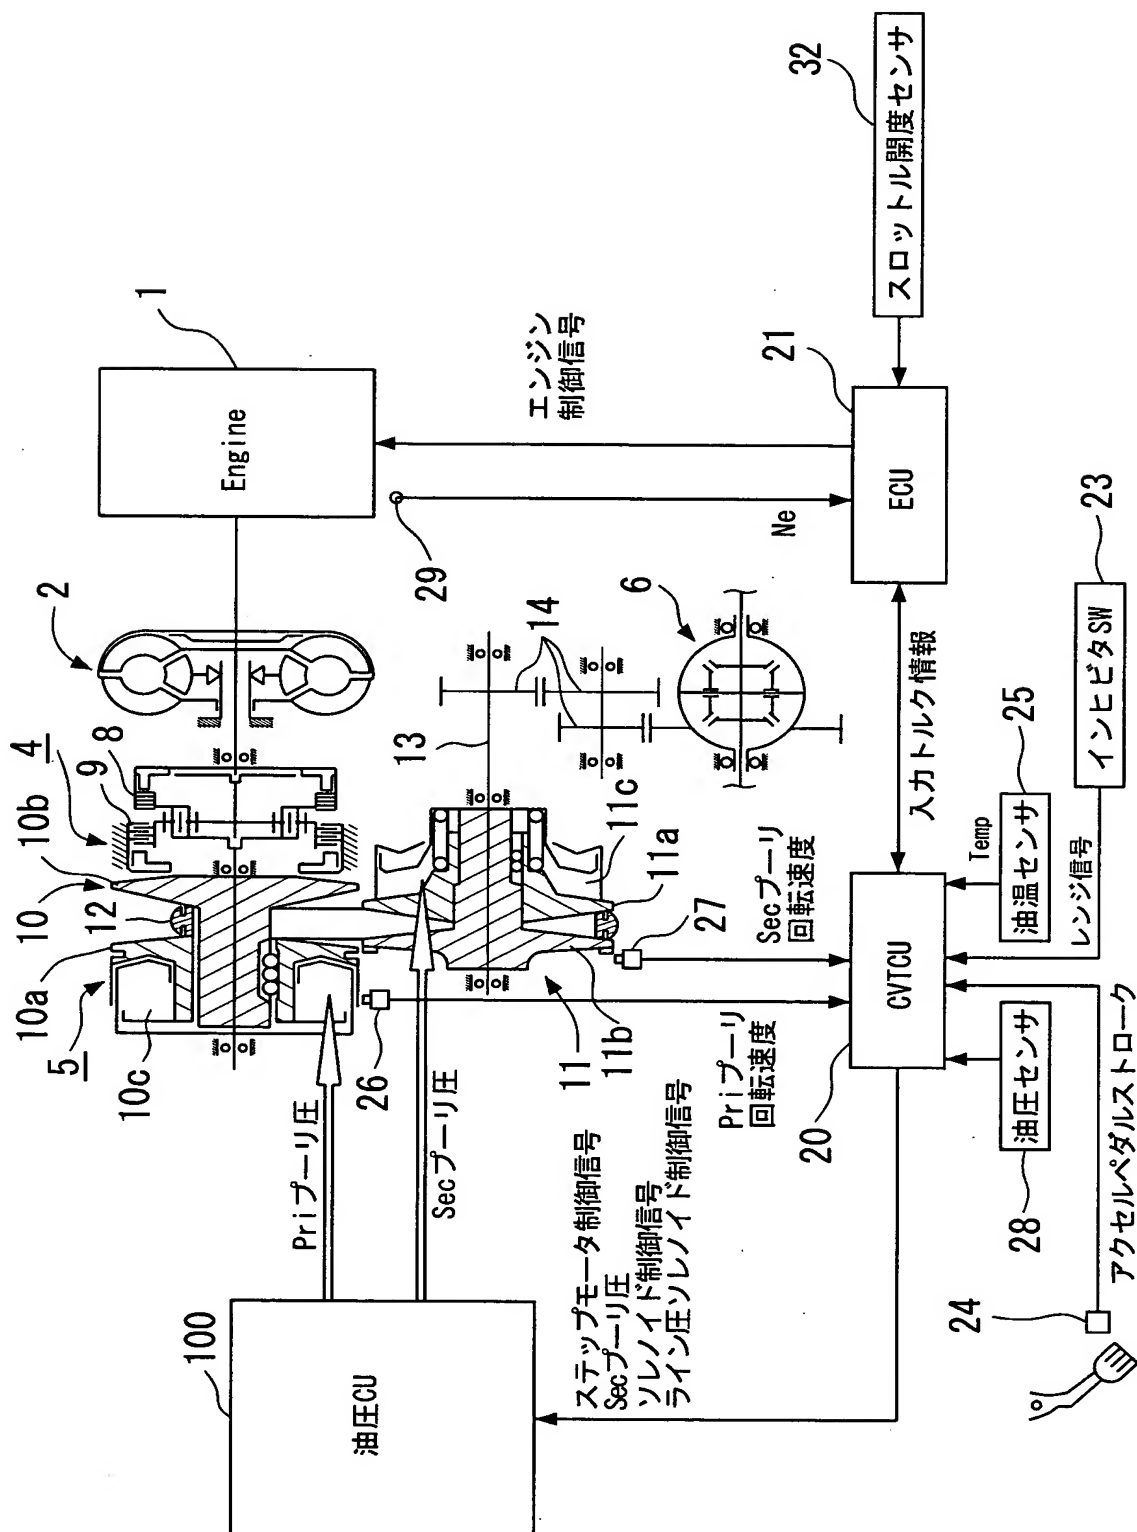 1
Engine
2
4
8
9
10b
10
12
10a
5
10c
エンジン
制御信号
29
Ne
32
スロットル開度センサ
21
ECU
6
14
13
11c
11a
27
11
11b
26
Priプーリ圧
Secプーリ圧
Secプーリ
回転速度
Priプーリ
回転速度
入力トルク情報
23
インヒビタSW
25
油温センサ
Temp
レンジ信号
CVTCU
20
油圧センサ
28
アクセルペダルストローク
24
100
油圧CU
ステップモータ制御信号
Secプーリ圧
ソレノイド制御信号
ライン圧ソレノイド制御信号